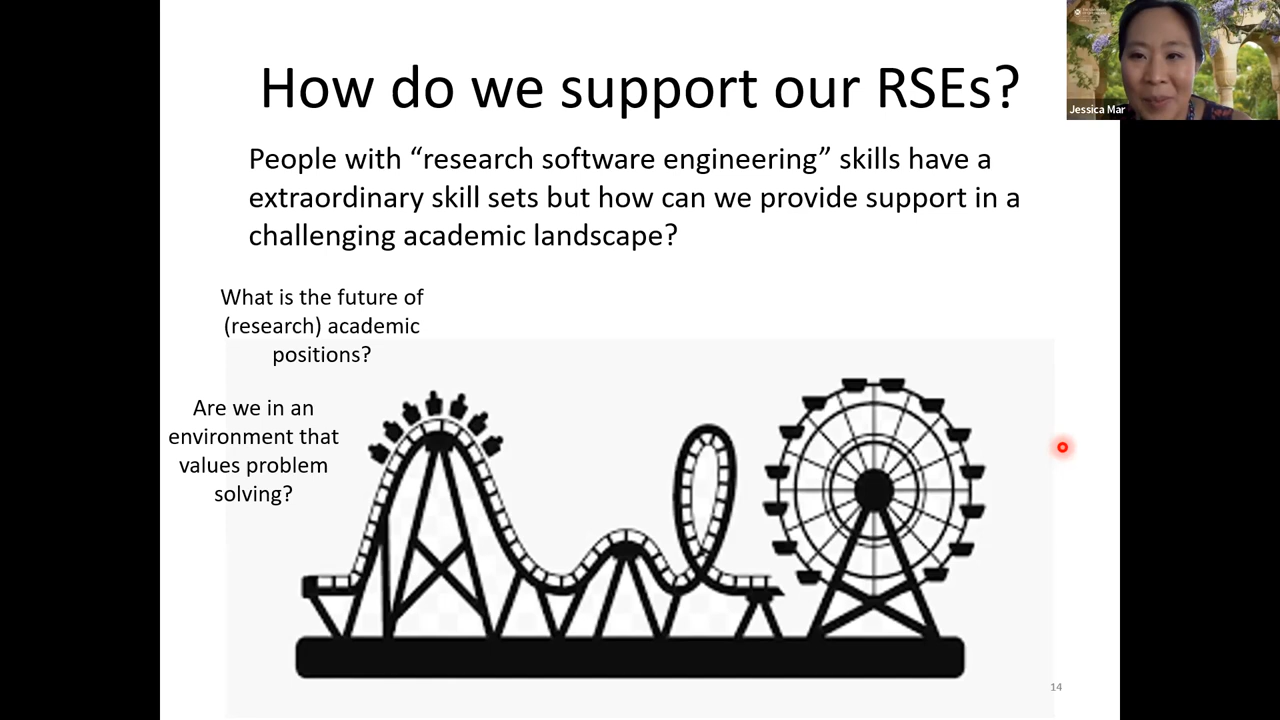 How do we support our RSEs?
People with “research software engineering” skills have a
extraordinary skill sets but how can we provide support in a
challenging academic landscape?
What is the future of
(research) academic
positions?
Are we in an
environment that
values problem
solving?
14
Jessica Mar